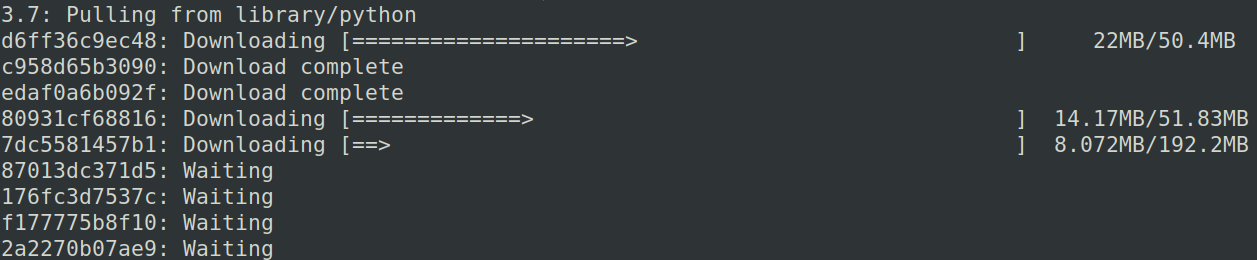 3.7: Pulling from library/python
d6ff36c9ec48: Downloading [=====================>                             ]     22MB/50.4MB
c958d65b3090: Download complete
edaf0a6b092f: Download complete
80931cf68816: Downloading [=============>                                     ]  14.17MB/51.83MB
7dc5581457b1: Downloading [==>                                                ]  8.072MB/192.2MB
87013dc371d5: Waiting
176fc3d7537c: Waiting
f177775b8f10: Waiting
2a2270b07ae9: Waiting